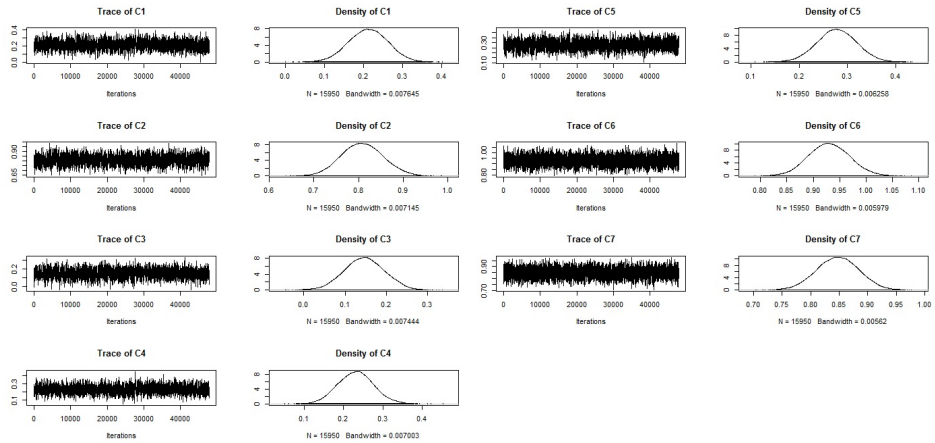 Trace of C1
0.0 0.2 0.4
0 10000 20000 30000 40000
Iterations
Density of C1
0 4 8
0.0 0.1 0.2 0.3 0.4
N = 15950 Bandwidth = 0.007645
Trace of C5
0.10 0.30
0 10000 20000 30000 40000
Iterations
Density of C5
0 4 8
0.1 0.2 0.3 0.4
N = 15950 Bandwidth = 0.006258
Trace of C2
0.65 0.90
0 10000 20000 30000 40000
Iterations
Density of C2
0 4 8
0.6 0.7 0.8 0.9 1.0
N = 15950 Bandwidth = 0.007145
Trace of C6
0.80 1.00
0 10000 20000 30000 40000
Iterations
Density of C6
0 4 8
0.80 0.85 0.90 0.95 1.00 1.05 1.10
N = 15950 Bandwidth = 0.005979
Trace of C3
0.0 0.2
0 10000 20000 30000 40000
Iterations
Density of C3
0 4 8
0.0 0.1 0.2 0.3
N = 15950 Bandwidth = 0.007444
Trace of C7
0.70 0.90
0 10000 20000 30000 40000
Iterations
Density of C7
0 4 8
0.70 0.75 0.80 0.85 0.90 0.95 1.00
N = 15950 Bandwidth = 0.00562
Trace of C4
0.1 0.3
0 10000 20000 30000 40000
Iterations
Density of C4
0 4 8
0.1 0.2 0.3 0.4
N = 15950 Bandwidth = 0.007003